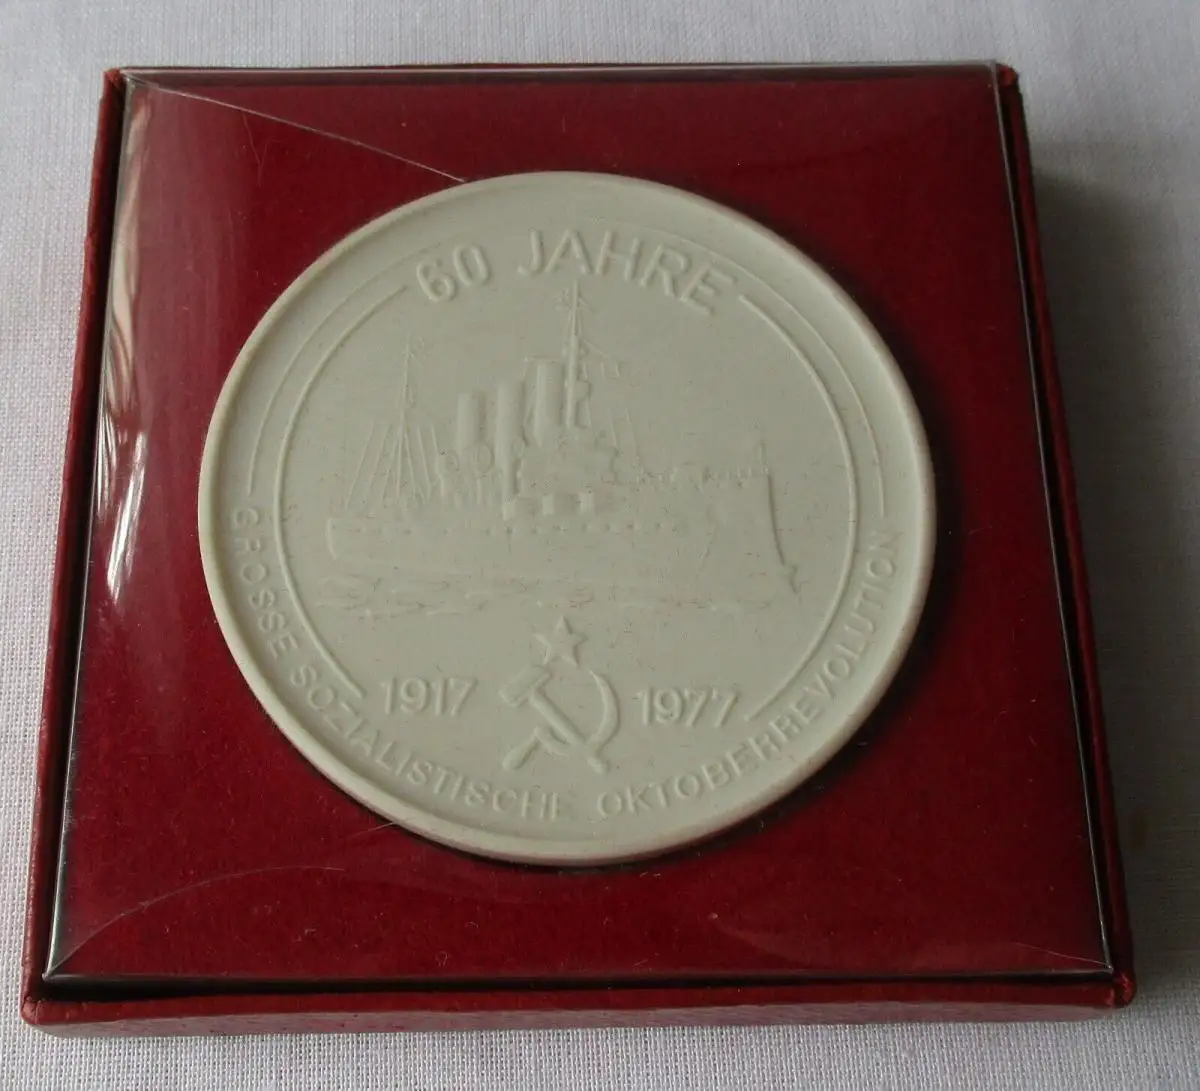 60 JAHRE
1917 1977
GROSSE SOZIALISTISCHE OKTOBERREVOLUTION